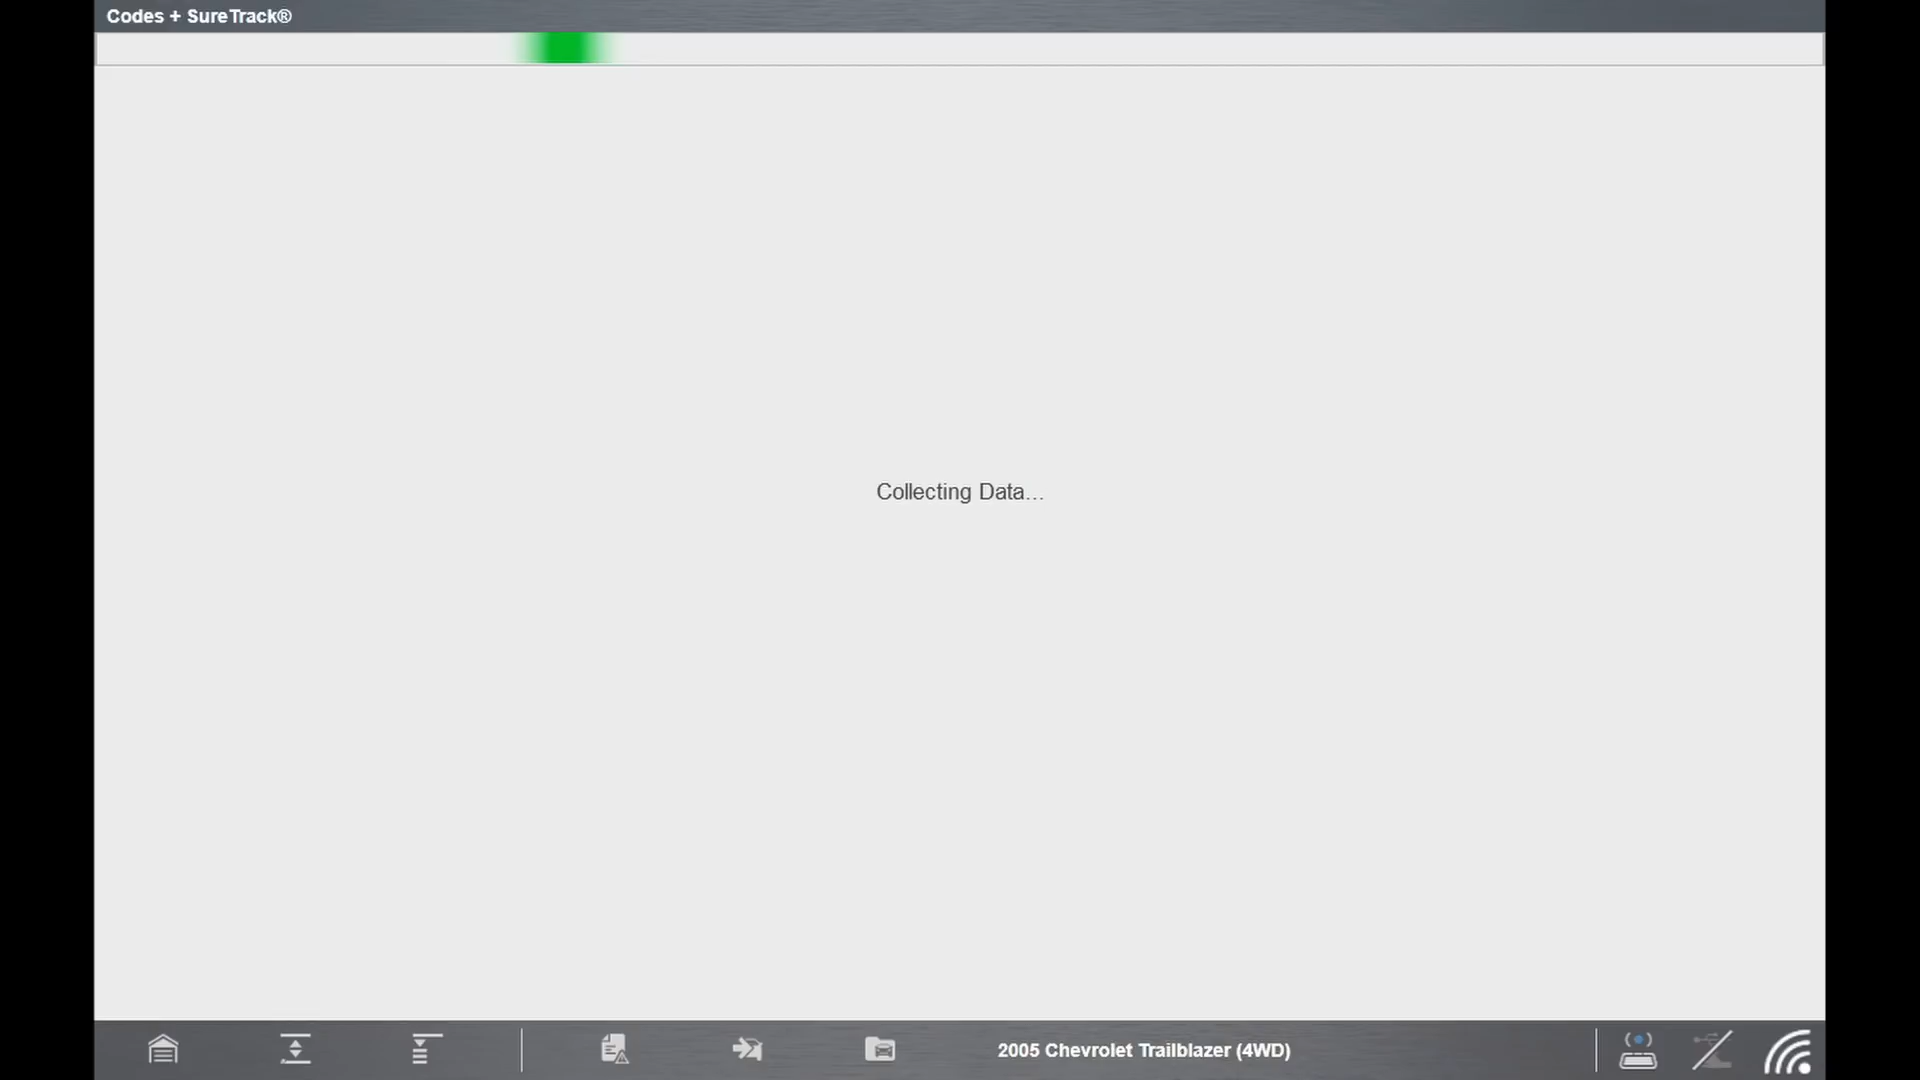 Codes + SureTrack®
Collecting Data...
2005 Chevrolet Trailblazer (4WD)